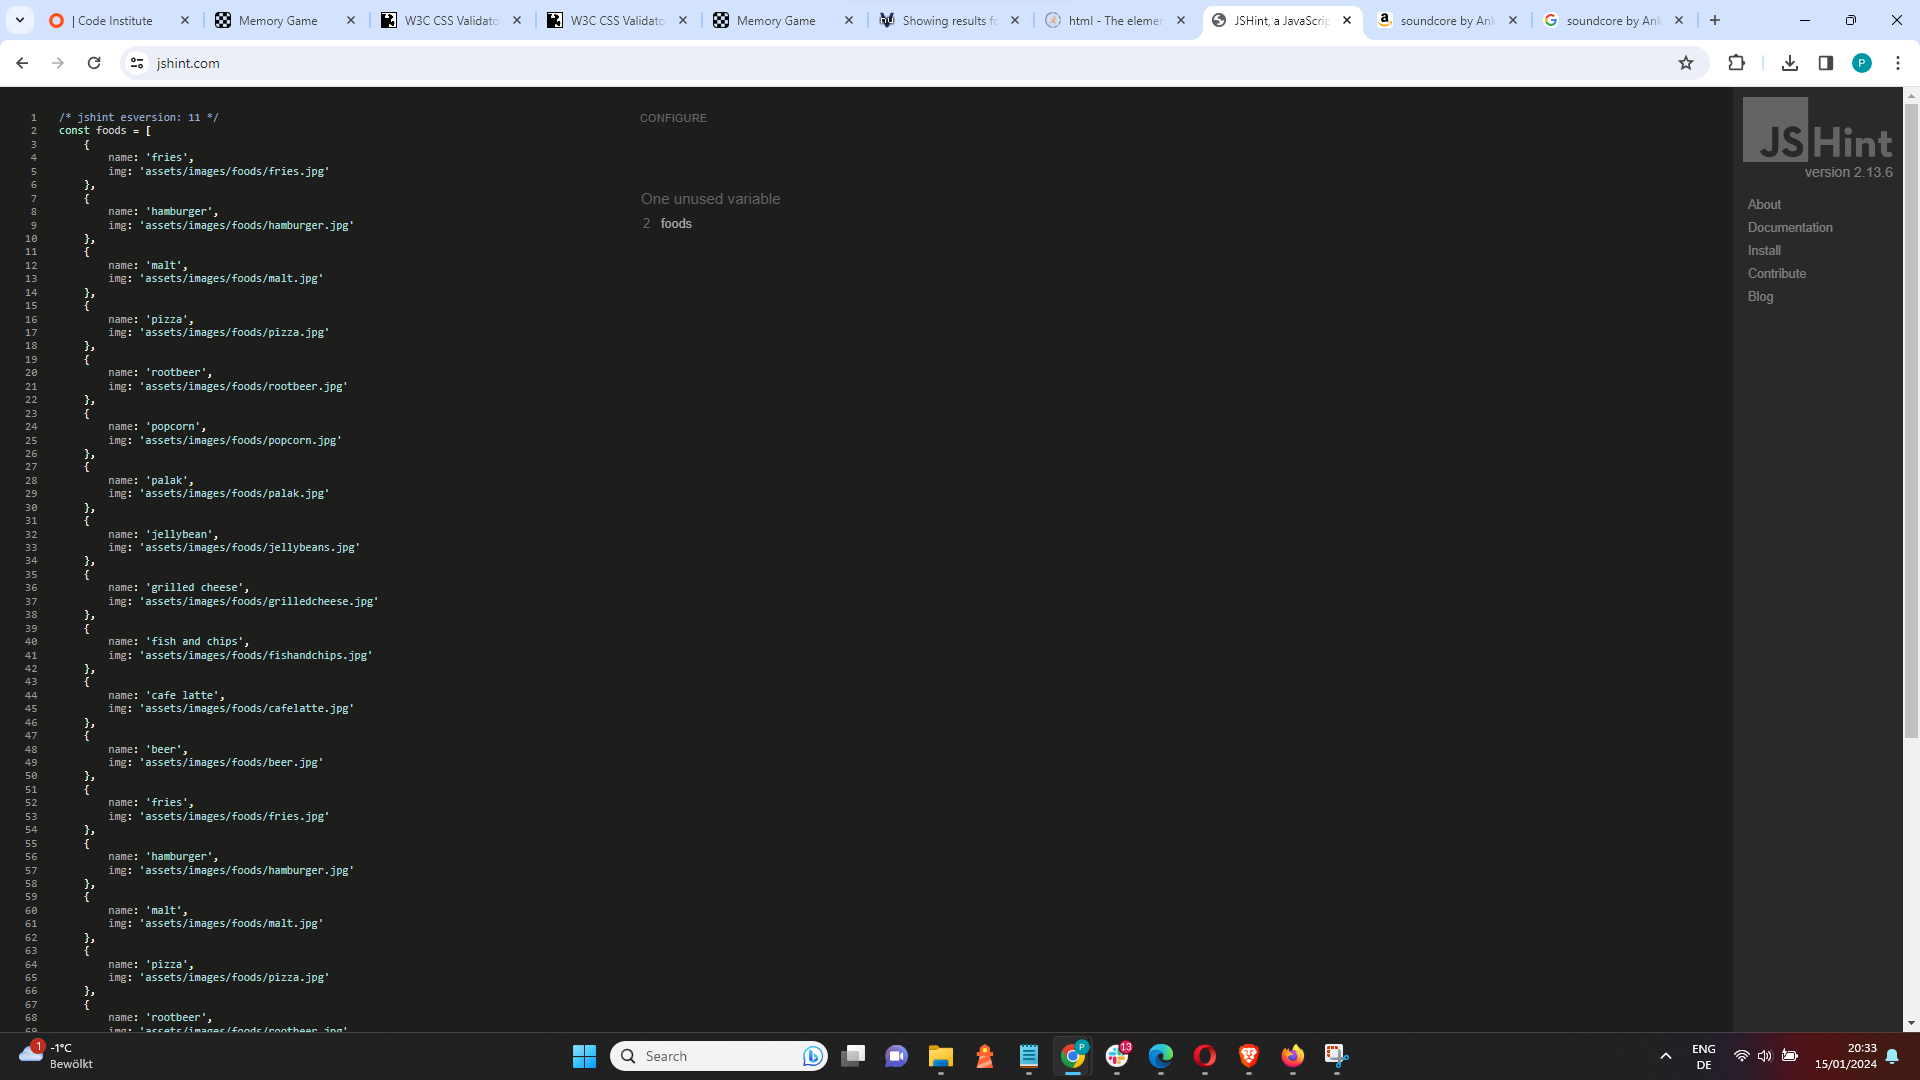 | Code Institute
Memory Game
W3C CSS Validato
W3C CSS Validato
Memory Game
Showing results fo
html - The elemen
JSHint, a JavaScrip
soundcore by Ank
soundcore by Ank
jshint.com
P
1 /* jshint esversion: 11 */
2 const foods = [
3 {
4 name: 'fries',
5 img: 'assets/images/foods/fries.jpg'
6 },
7 {
8 name: 'hamburger',
9 img: 'assets/images/foods/hamburger.jpg'
10 },
11 {
12 name: 'malt',
13 img: 'assets/images/foods/malt.jpg'
14 },
15 {
16 name: 'pizza',
17 img: 'assets/images/foods/pizza.jpg'
18 },
19 {
20 name: 'rootbeer',
21 img: 'assets/images/foods/rootbeer.jpg'
22 },
23 {
24 name: 'popcorn',
25 img: 'assets/images/foods/popcorn.jpg'
26 },
27 {
28 name: 'palak',
29 img: 'assets/images/foods/palak.jpg'
30 },
31 {
32 name: 'jellybean',
33 img: 'assets/images/foods/jellybeans.jpg'
34 },
35 {
36 name: 'grilled cheese',
37 img: 'assets/images/foods/grilledcheese.jpg'
38 },
39 {
40 name: 'fish and chips',
41 img: 'assets/images/foods/fishandchips.jpg'
42 },
43 {
44 name: 'cafe latte',
45 img: 'assets/images/foods/cafelatte.jpg'
46 },
47 {
48 name: 'beer',
49 img: 'assets/images/foods/beer.jpg'
50 },
51 {
52 name: 'fries',
53 img: 'assets/images/foods/fries.jpg'
54 },
55 {
56 name: 'hamburger',
57 img: 'assets/images/foods/hamburger.jpg'
58 },
59 {
60 name: 'malt',
61 img: 'assets/images/foods/malt.jpg'
62 },
63 {
64 name: 'pizza',
65 img: 'assets/images/foods/pizza.jpg'
66 },
67 {
68 name: 'rootbeer',
69 img: 'assets/images/foods/rootbeer.jpg'
CONFIGURE
One unused variable
2 foods
JSHint
version 2.13.6
About
Documentation
Install
Contribute
Blog
1
-1°C
Bewölkt
Search
P
13
ENG
DE
20:33
15/01/2024